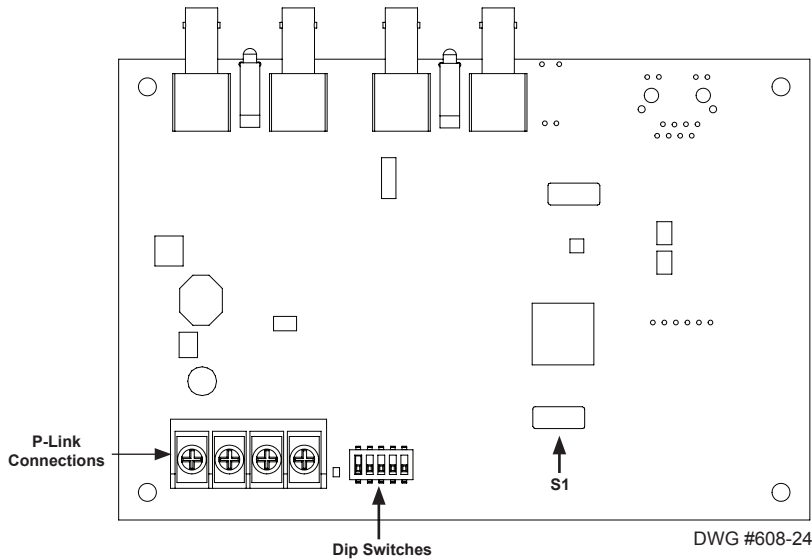 P-Link
Connections
S1
Dip Switches
DWG #608-24